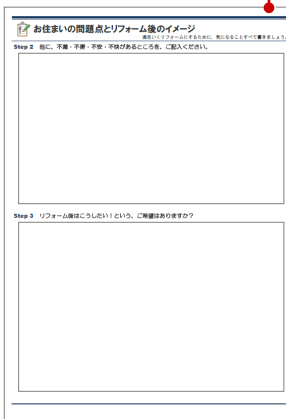 お住まいの問題点とリフォーム後のイメージ
満足いくリフォームにするために、気になることすべて書きましょう。
Step 2 他に、不満・不便・不安・不快があるところを、ご記入ください。
Step 3 リフォーム後はこうしたい！という、ご希望はありますか？